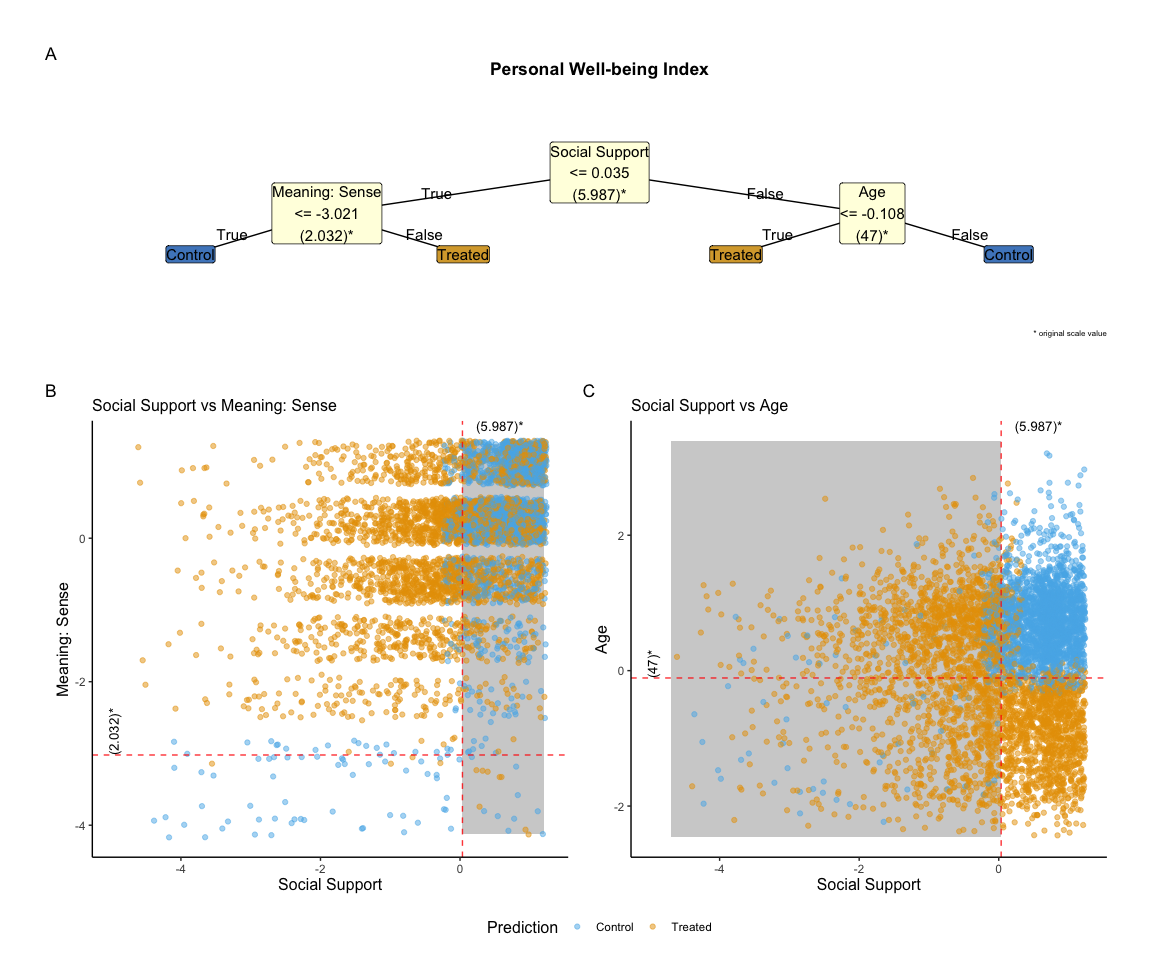 A
Personal Well-being Index
Social Support
<= 0.035
(5.987)*
True
False
Meaning: Sense
<= -3.021
(2.032)*
Age
<= -0.108
(47)*
True
False
True
False
Control
Treated
Treated
Control
* original scale value
B
Social Support vs Meaning: Sense
(5.987)*
0
-2
-4
Meaning: Sense
(2.032)*
-4
-2
0
Social Support
C
Social Support vs Age
(5.987)*
2
0
-2
Age
(47)*
-4
-2
0
Social Support
Prediction
Control
Treated